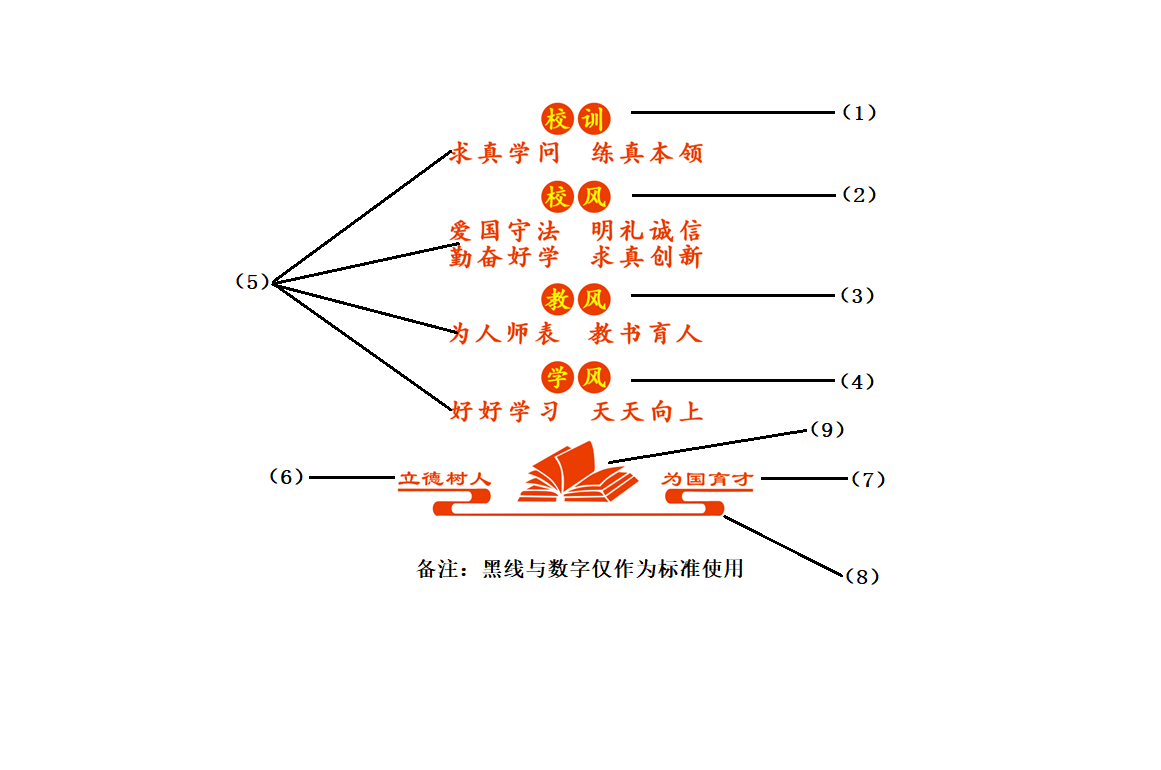 校训 （1）
求真学问 练真本领
校风 （2）
爱国守法 明礼诚信
勤奋好学 求真创新
（5）
教风 （3）
为人师表 教书育人
学风 （4）
好好学习 天天向上
（9）
（6） 立德树人 为国育才 （7）
（8）
备注：黑线与数字仅作为标准使用